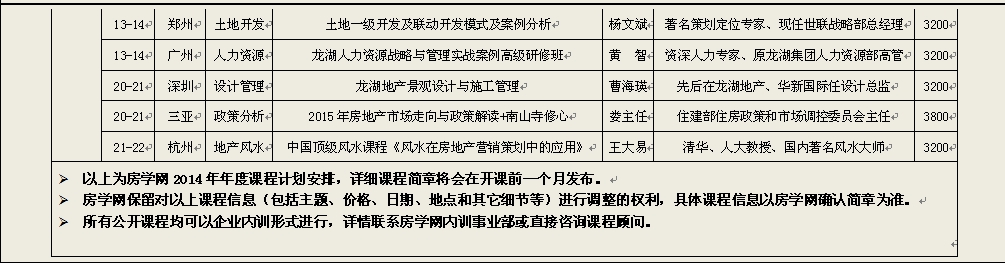 13-14 郑州 土地开发 土地一级开发及联动开发模式及案例分析 杨文斌 著名策划定位专家、现任世联战略部总经理 3200
13-14 广州 人力资源 龙湖人力资源战略与管理实战案例高级研修班 黄 智 资深人力专家、原龙湖集团人力资源部高管 3200
20-21 深圳 设计管理 龙湖地产景观设计与施工管理 曹海瑛 先后在龙湖地产、华新国际任设计总监 3200
20-21 三亚 政策分析 2015年房地产市场走向与政策解读+南山寺修心 娄主任 住建部住房政策和市场调控委员会主任 3800
21-22 杭州 地产风水 中国顶级风水课程《风水在房地产营销策划中的应用》 王大易 清华、人大教授、国内著名风水大师 3200
➢ 以上为房学网2014年年度课程计划安排，详细课程简章将会在开课前一个月发布。
➢ 房学网保留对以上课程信息（包括主题、价格、日期、地点和其它细节等）进行调整的权利，具体课程信息以房学网确认简章为准。
➢ 所有公开课程均可以企业内训形式进行，详情联系房学网内训事业部或直接咨询课程顾问。